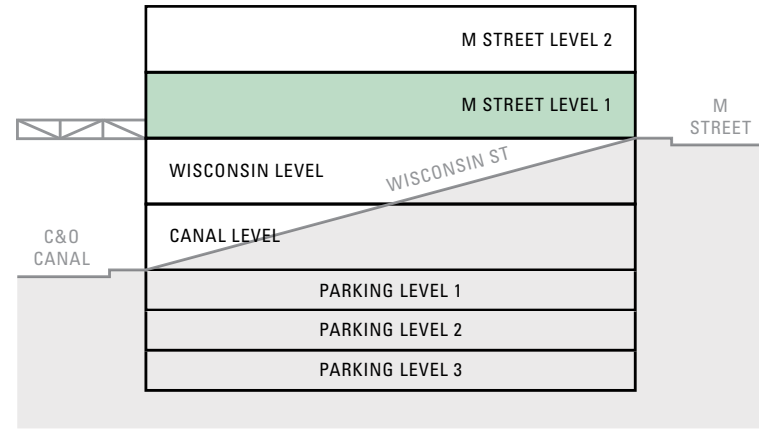 M STREET LEVEL 2
M STREET LEVEL 1
M
STREET
WISCONSIN LEVEL
WISCONSIN ST
C&O
CANAL
CANAL LEVEL
PARKING LEVEL 1
PARKING LEVEL 2
PARKING LEVEL 3